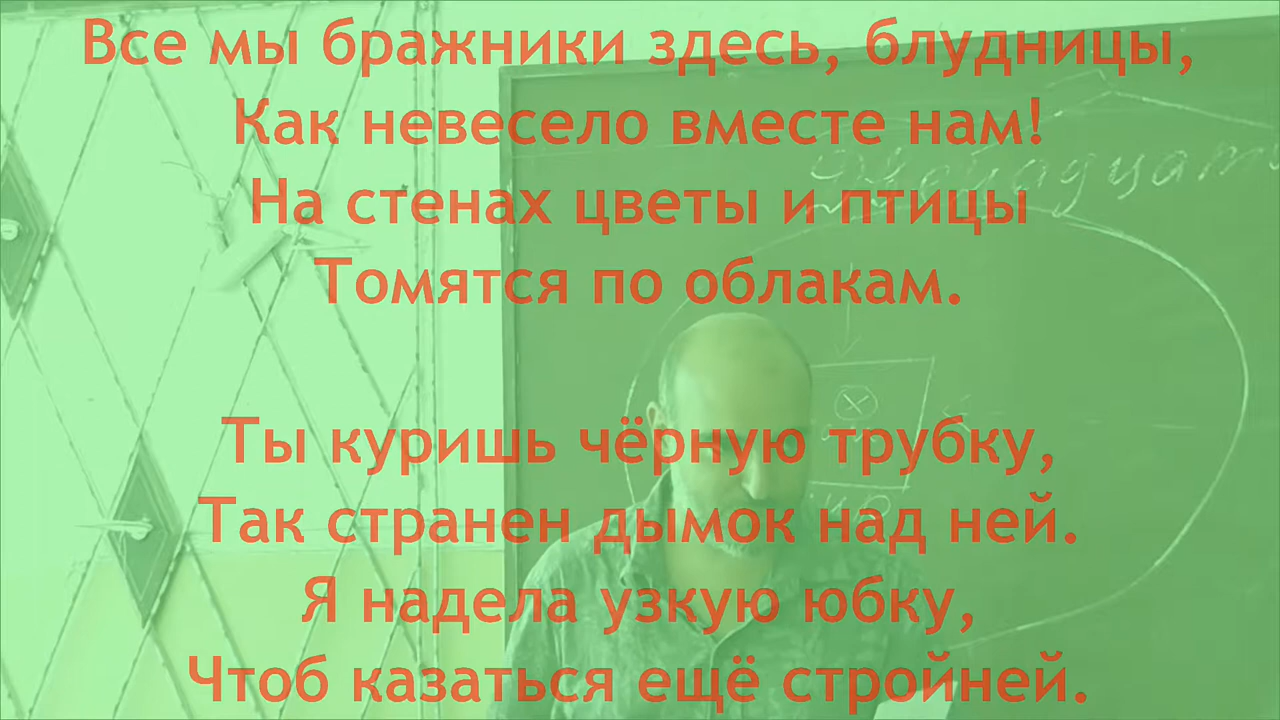 Все мы бражники здесь, блудницы,
Как невесело вместе нам!
На стенах цветы и птицы
Томятся по облакам.
Ты куришь чёрную трубку,
Так странен дымок над ней.
Я надела узкую юбку,
Чтоб казаться ещё стройней.